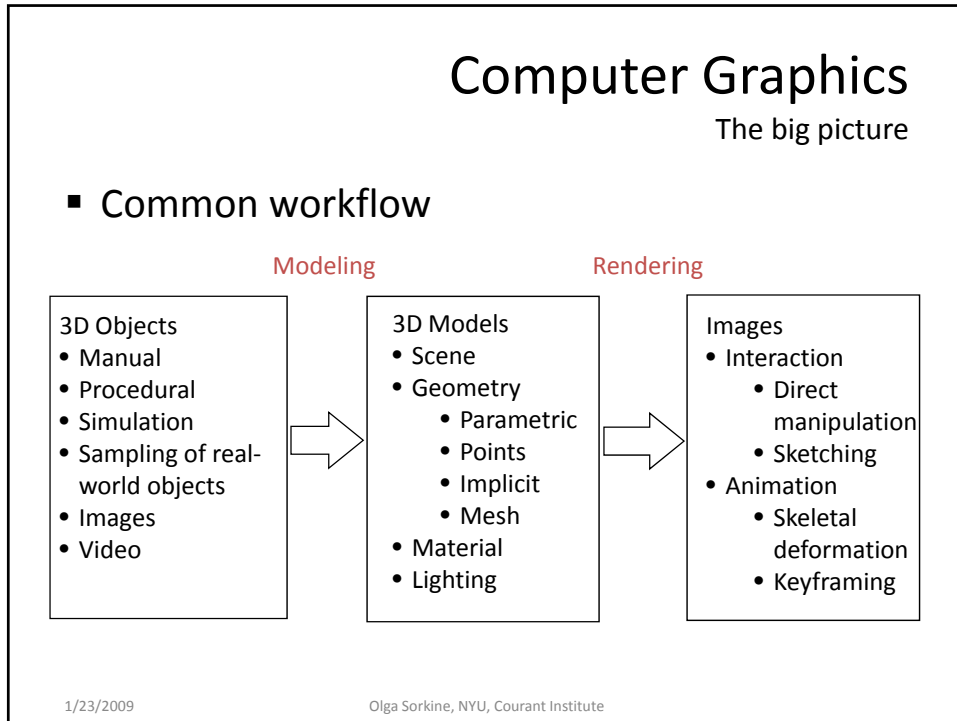 Computer Graphics
The big picture
▪ Common workflow
Modeling
Rendering
3D Objects
• Manual
• Procedural
• Simulation
• Sampling of real-
world objects
• Images
• Video
3D Models
• Scene
• Geometry
• Parametric
• Points
• Implicit
• Mesh
• Material
• Lighting
Images
• Interaction
• Direct
manipulation
• Sketching
• Animation
• Skeletal
deformation
• Keyframing
1/23/2009
Olga Sorkine, NYU, Courant Institute